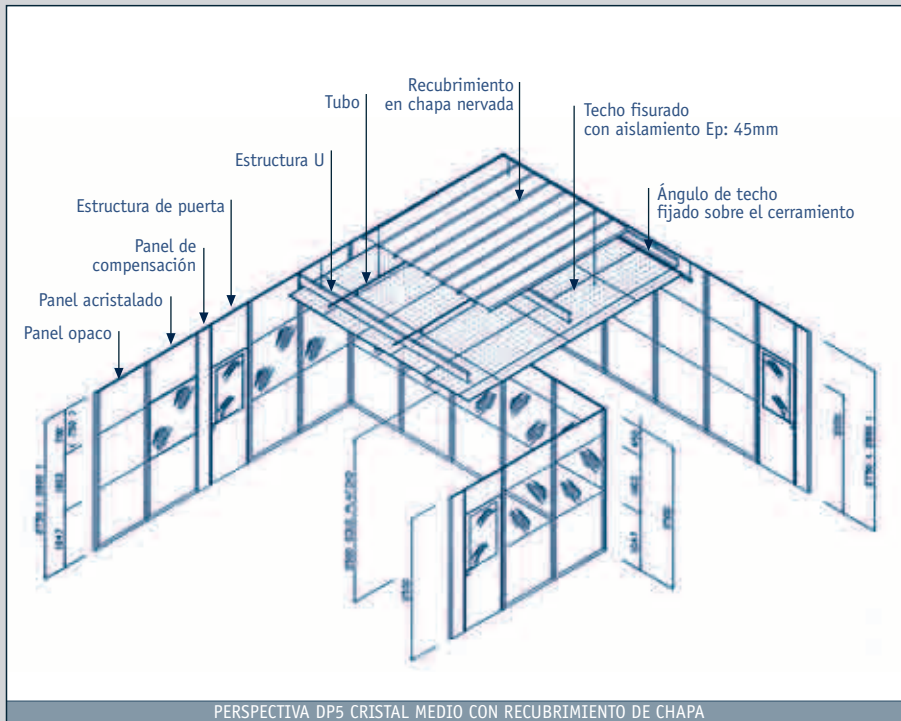 Recubrimiento
en chapa nervada
Tubo
Techo fisurado
con aislamiento Ep: 45mm
Estructura U
Ángulo de techo
fijado sobre el cerramiento
Estructura de puerta
Panel de
compensación
Panel acristalado
Panel opaco
PERSPECTIVA DP5 CRISTAL MEDIO CON RECUBRIMIENTO DE CHAPA